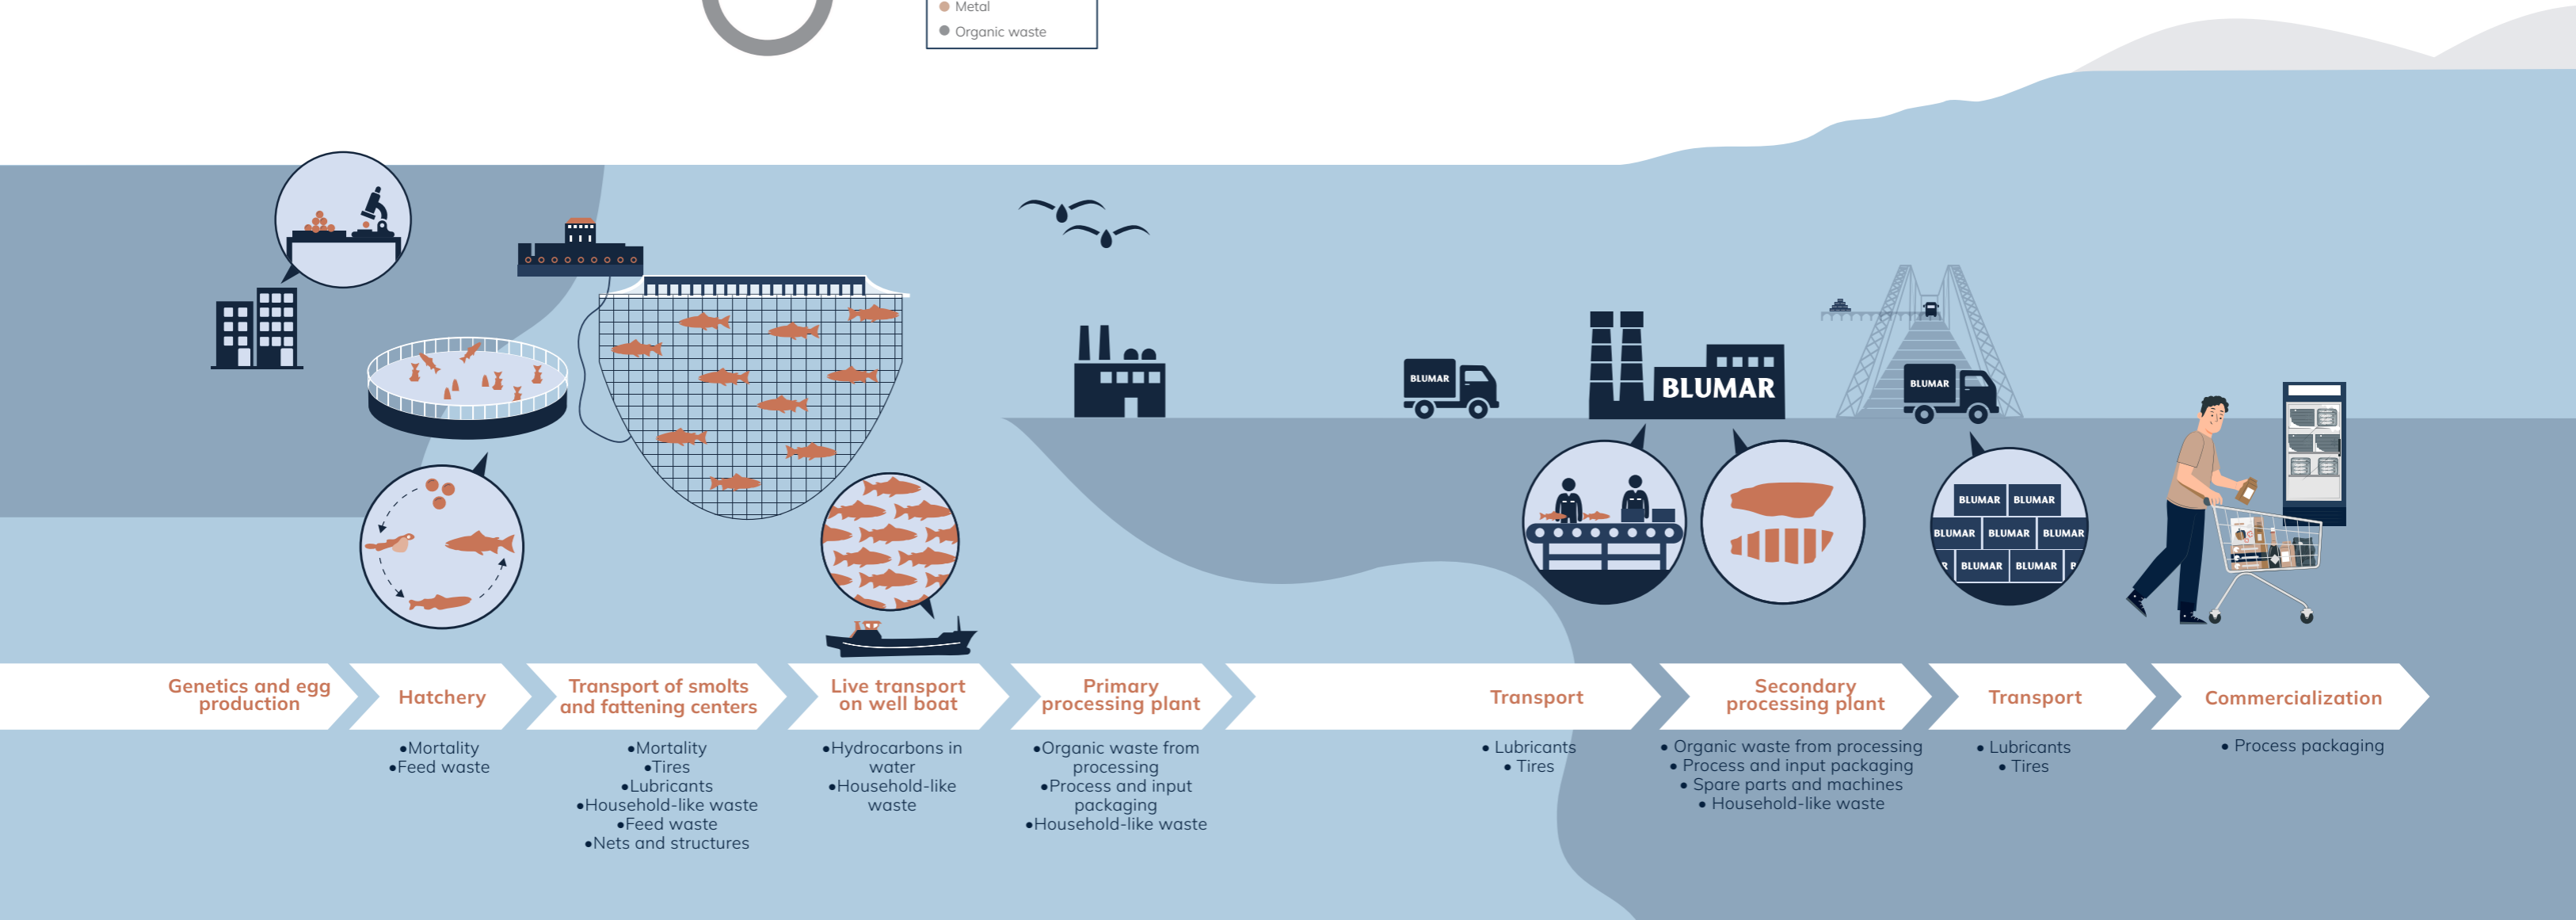 Metal
Organic waste
BLUMAR
BLUMAR
BLUMAR
BLUMAR BLUMAR
BLUMAR BLUMAR BLUMAR
R BLUMAR BLUMAR B
Genetics and egg
production
Hatchery
•Mortality
•Feed waste
Transport of smolts
and fattening centers
•Mortality
•Tires
•Lubricants
•Household-like waste
•Feed waste
•Nets and structures
Live transport
on well boat
•Hydrocarbons in
water
•Household-like
waste
Primary
processing plant
•Organic waste from
processing
•Process and input
packaging
•Household-like waste
Transport
• Lubricants
• Tires
Secondary
processing plant
• Organic waste from processing
• Process and input packaging
• Spare parts and machines
• Household-like waste
Transport
• Lubricants
• Tires
Commercialization
• Process packaging